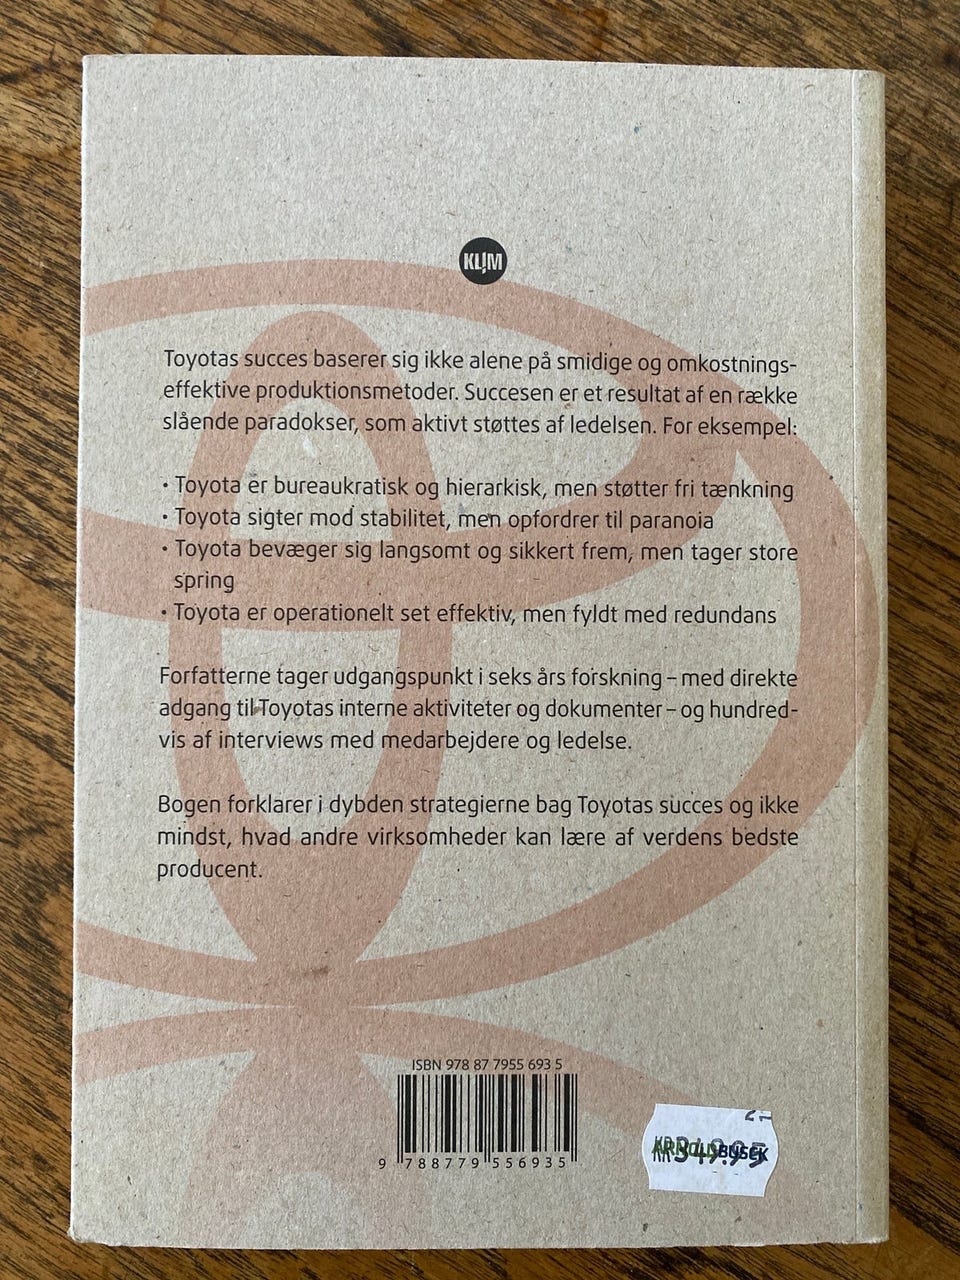 KLIM
Toyotas succes baserer sig ikke alene på smidige og omkostnings-
effektive produktionsmetoder. Succesen er et resultat af en række
slående paradokser, som aktivt støttes af ledelsen. For eksempel:
• Toyota er bureaukratisk og hierarkisk, men støtter fri tænkning
• Toyota sigter mod stabilitet, men opfordrer til paranoia
• Toyota bevæger sig langsomt og sikkert frem, men tager store
spring
• Toyota er operationelt set effektiv, men fyldt med redundans
Forfatterne tager udgangspunkt i seks års forskning – med direkte
adgang til Toyotas interne aktiviteter og dokumenter – og hundred-
vis af interviews med medarbejdere og ledelse.
Bogen forklarer i dybden strategierne bag Toyotas succes og ikke
mindst, hvad andre virksomheder kan lære af verdens bedste
producent.
ISBN 978 87 7955 693 5
9 788779 556935
ARNOLD BUSCK
KR 349.95